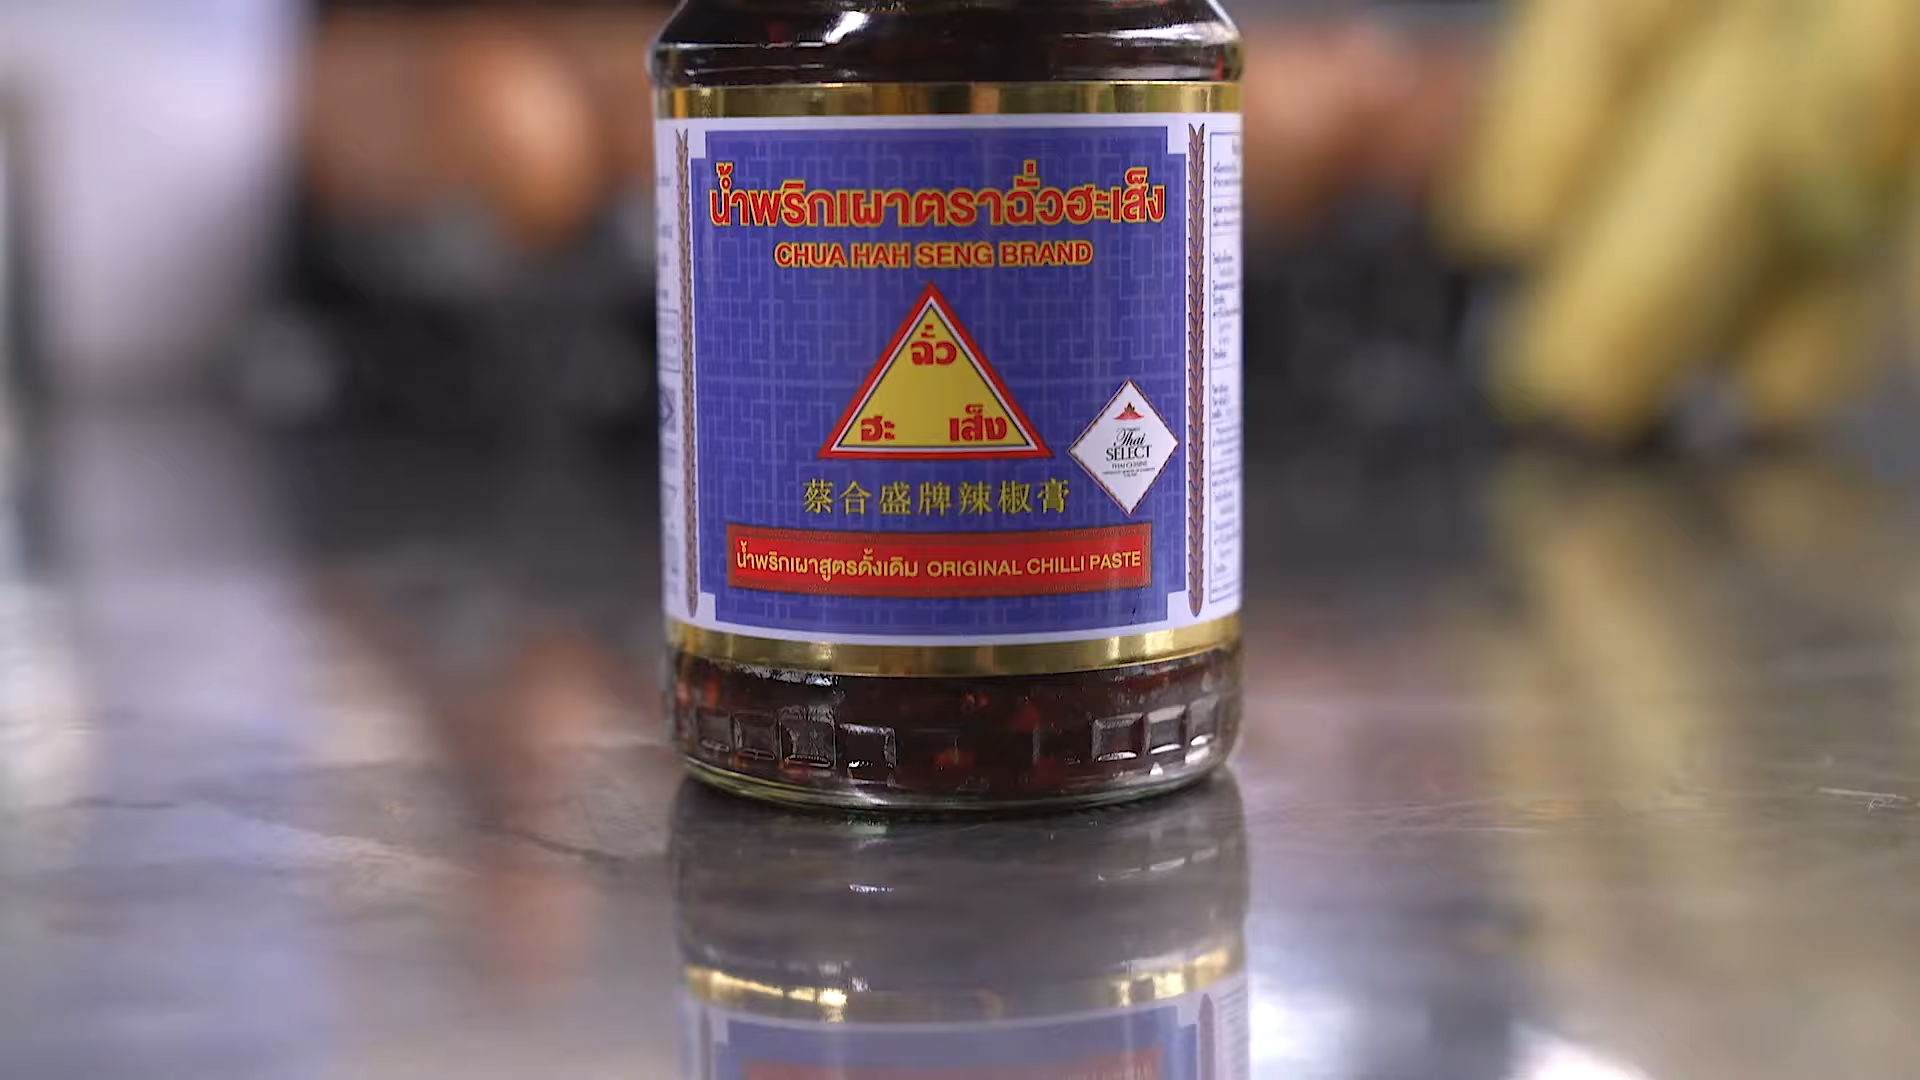 น้ำพริกเผาตราฉั่วฮะเส็ง
CHUA HAH SENG BRAND
ฉั่ว
ฮะ เส็ง
Thai
SELECT
THAI CUISINE
蔡合盛牌辣椒膏
น้ำพริกเผาสูตรดั้งเดิม ORIGINAL CHILLI PASTE